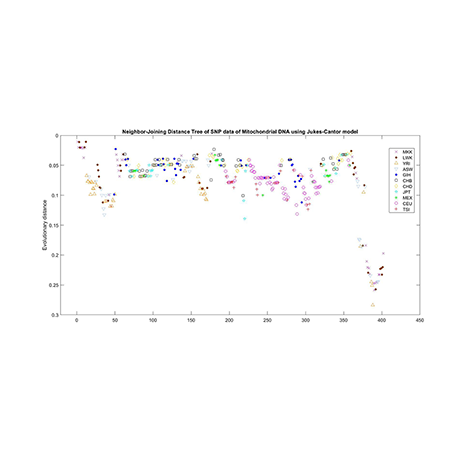 Neighbor-Joining Distance Tree of SNP data of Mitochondrial DNA using Jukes-Cantor model
0
0.05
0.1
0.15
0.2
0.25
0.3
Evolutionary distance
0 50 100 150 200 250 300 350 400 450
MKK
LWK
YRI
ASW
GIH
CHB
CHD
JPT
MEX
CEU
TSI